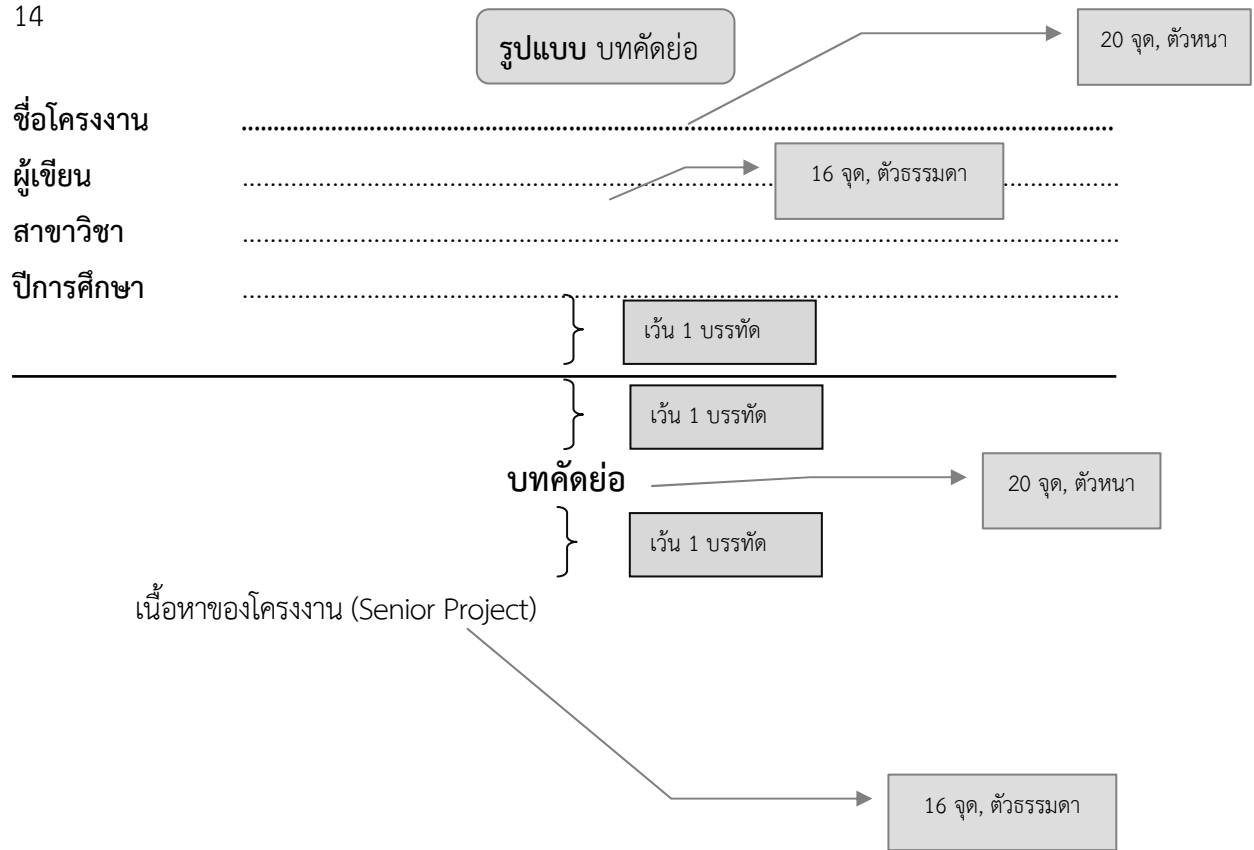 14
รูปแบบ บทคัดย่อ
20 จุด, ตัวหนา
ชื่อโครงงาน ........................................................................................................................................
ผู้เขียน ........................................................................................................................................
16 จุด, ตัวธรรมดา
สาขาวิชา ........................................................................................................................................
ปีการศึกษา ........................................................................................................................................
เว้น 1 บรรทัด
เว้น 1 บรรทัด
บทคัดย่อ
20 จุด, ตัวหนา
เว้น 1 บรรทัด
เนื้อหาของโครงงาน (Senior Project)
16 จุด, ตัวธรรมดา